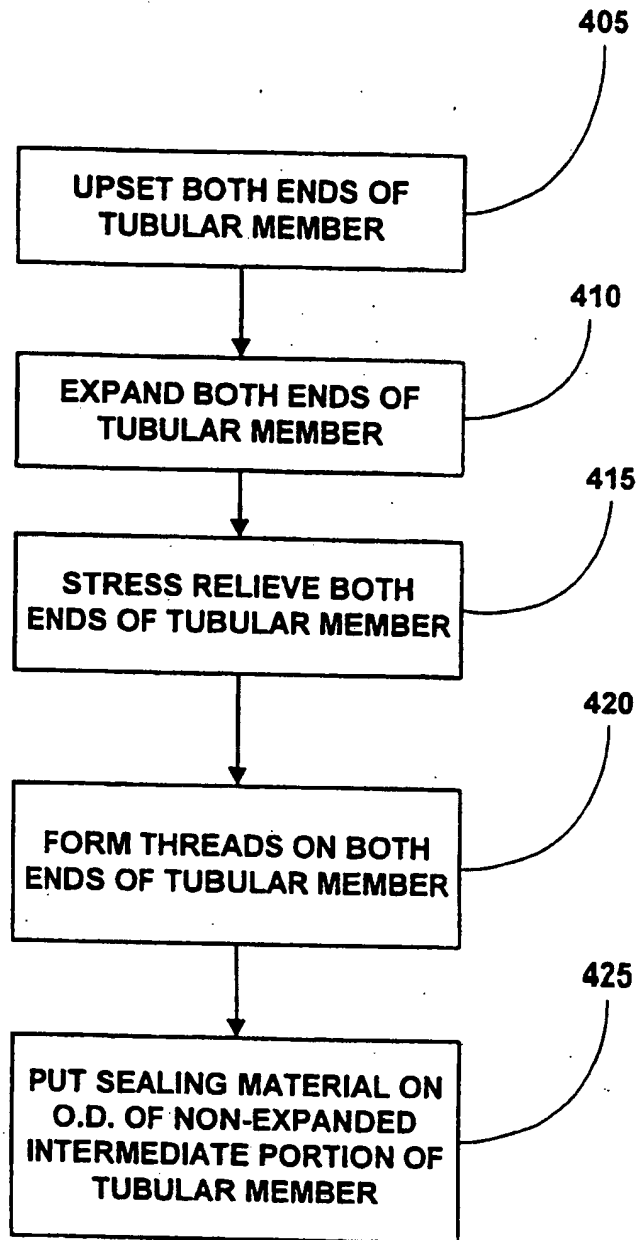 405
UPSET BOTH ENDS OF
TUBULAR MEMBER
410
EXPAND BOTH ENDS OF
TUBULAR MEMBER
415
STRESS RELIEVE BOTH
ENDS OF TUBULAR MEMBER
420
FORM THREADS ON BOTH
ENDS OF TUBULAR MEMBER
425
PUT SEALING MATERIAL ON
O.D. OF NON-EXPANDED
INTERMEDIATE PORTION OF
TUBULAR MEMBER